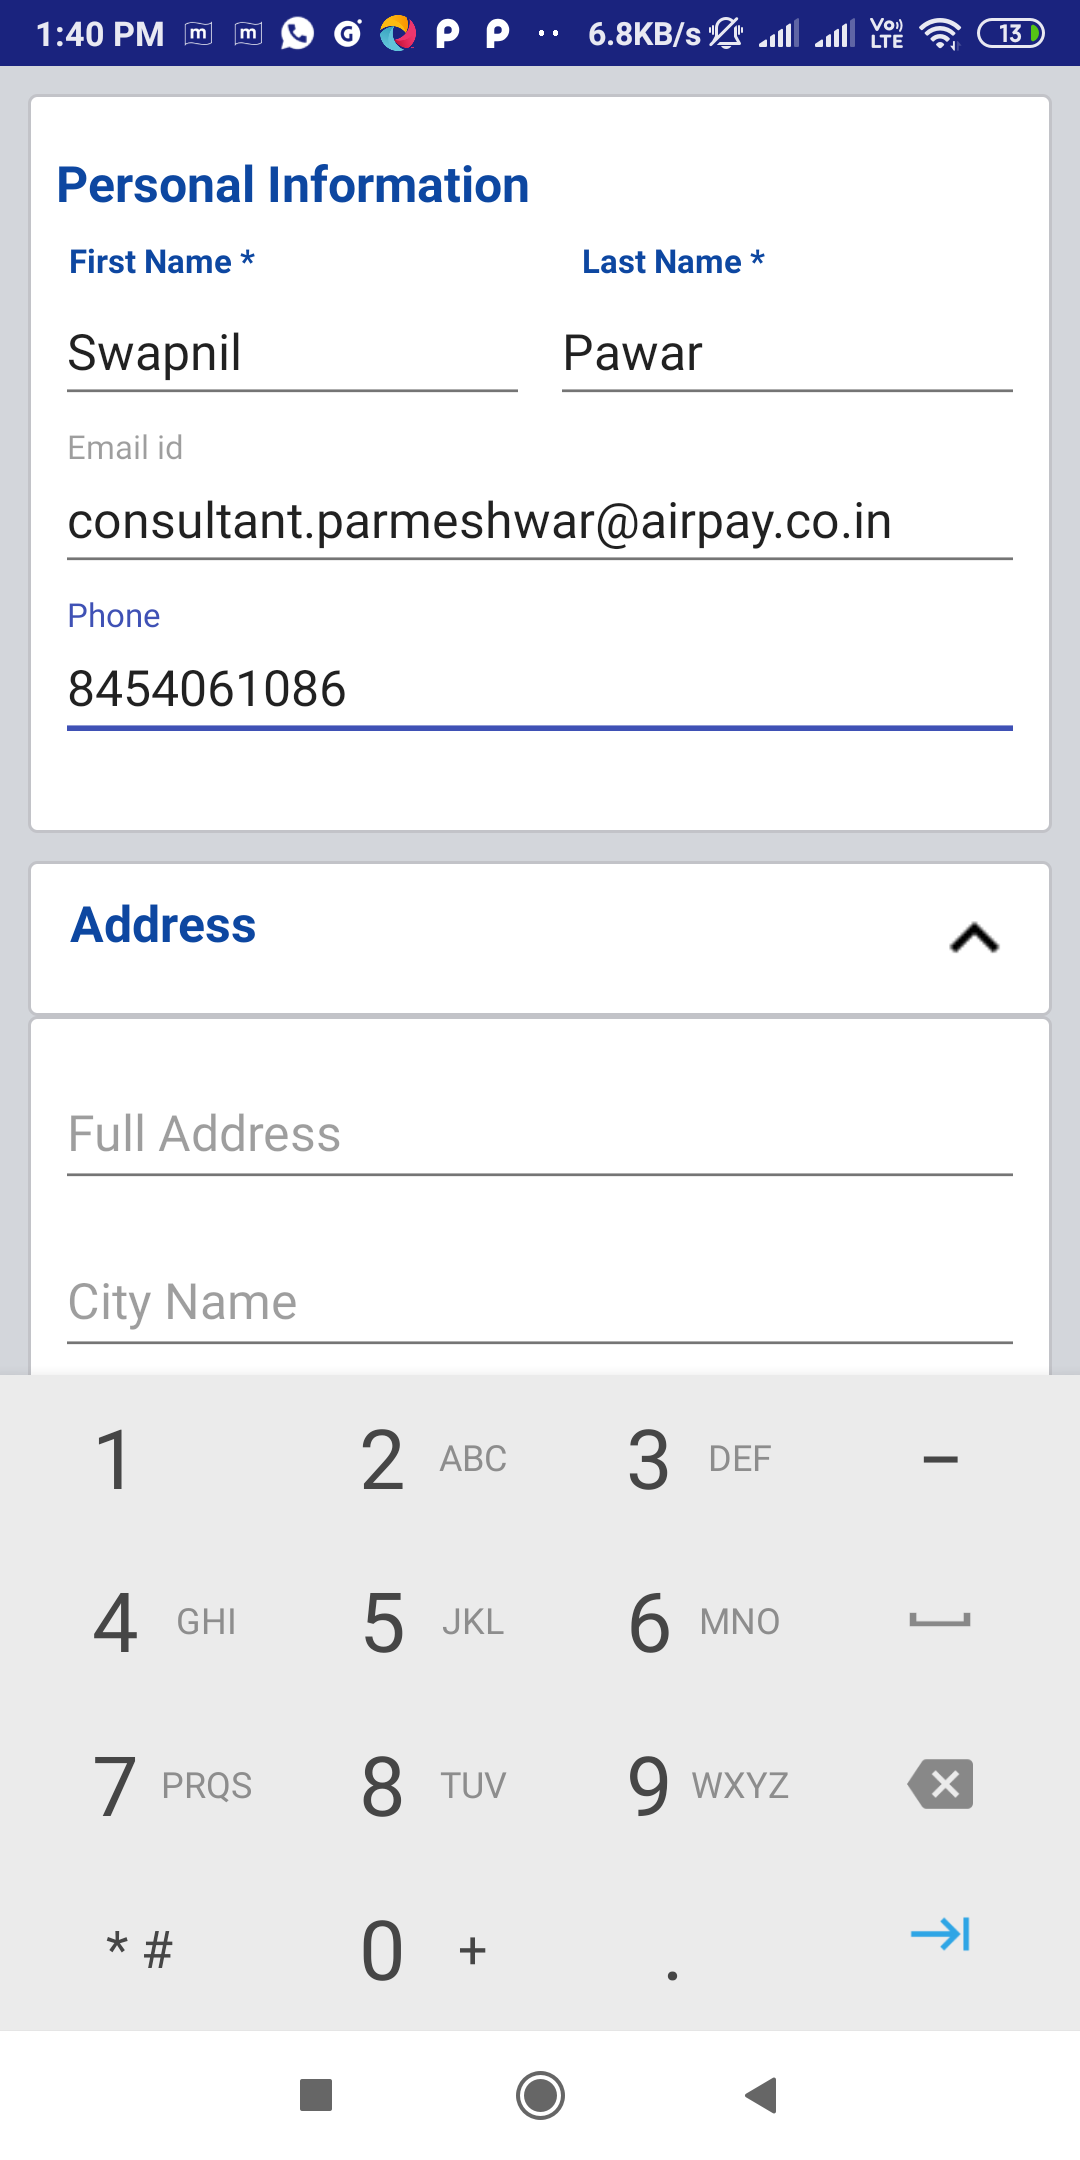 1:40 PM m m G P P 6.8KB/s Vo)) LTE 13
Personal Information
First Name * Last Name *
Swapnil Pawar
Email id
consultant.parmeshwar@airpay.co.in
Phone
8454061086
Address
Full Address
City Name
1 2 ABC 3 DEF –
4 GHI 5 JKL 6 MNO
7 PRQS 8 TUV 9 WXYZ
* # 0 + .